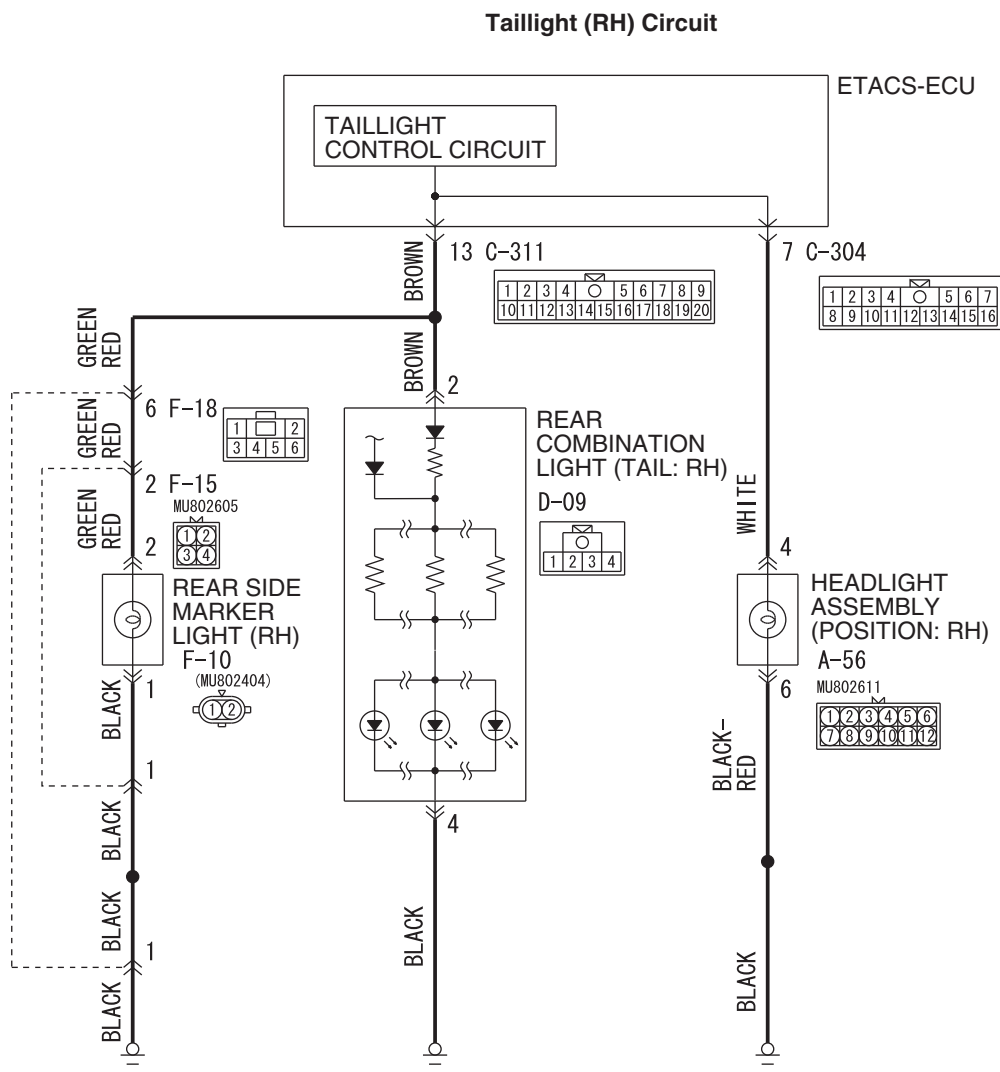 Taillight (RH) Circuit
ETACS-ECU
TAILLIGHT
CONTROL CIRCUIT
13 C-311
7 C-304
BROWN
1 2 3 4 5 6 7 8 9
10 11 12 13 14 15 16 17 18 19 20
1 2 3 4 5 6 7
8 9 10 11 12 13 14 15 16
GREEN
RED
BROWN
2
6 F-18
1 2
3 4 5 6
GREEN
RED
REAR
COMBINATION
LIGHT (TAIL: RH)
D-09
1 2 3 4
2 F-15
MU802605
1 2
3 4
GREEN
RED
WHITE
2
4
REAR SIDE
MARKER
LIGHT (RH)
F-10
(MU802404)
1 2
HEADLIGHT
ASSEMBLY
(POSITION: RH)
A-56
MU802611
1 2 3 4 5 6
7 8 9 10 11 12
1
6
BLACK
BLACK-
RED
1
4
BLACK
BLACK
1
BLACK
BLACK
BLACK